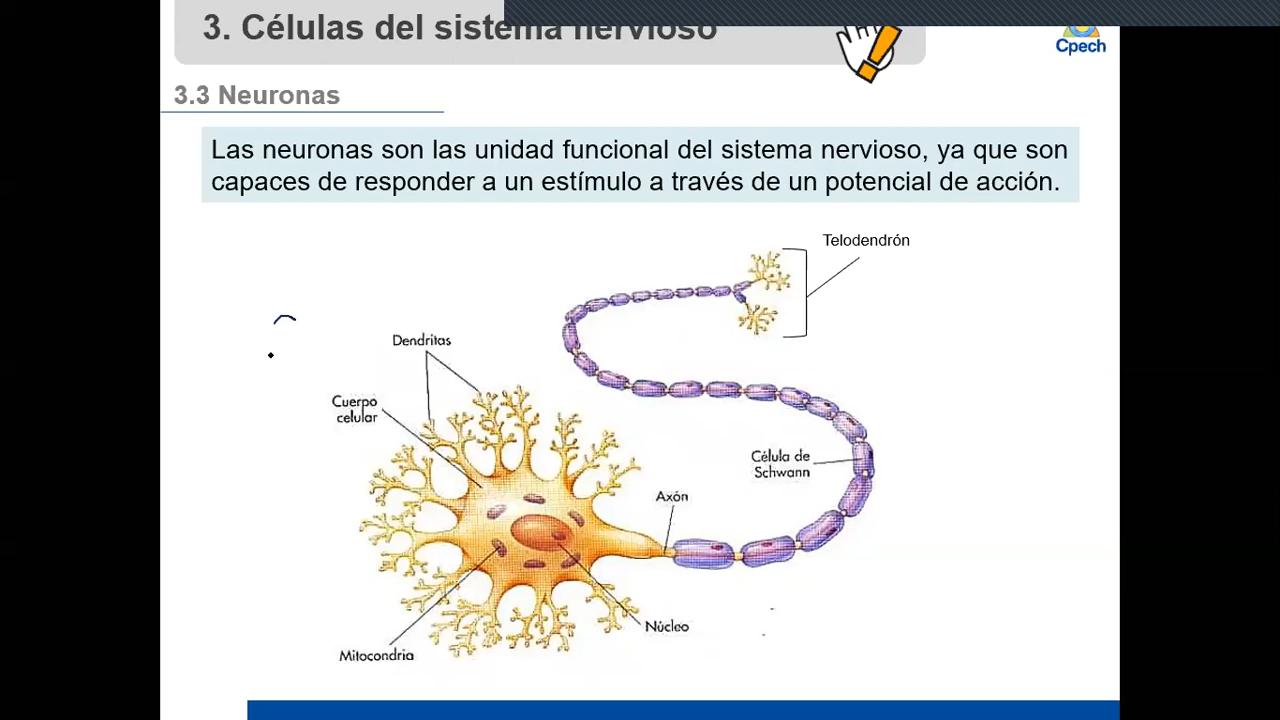 3. Células del sistema nervioso
Cpech
3.3 Neuronas
Las neuronas son las unidad funcional del sistema nervioso, ya que son
capaces de responder a un estímulo a través de un potencial de acción.
Telodendrón
Dendritas
Cuerpo
celular
Célula de
Schwann
Axón
Núcleo
Mitocondria